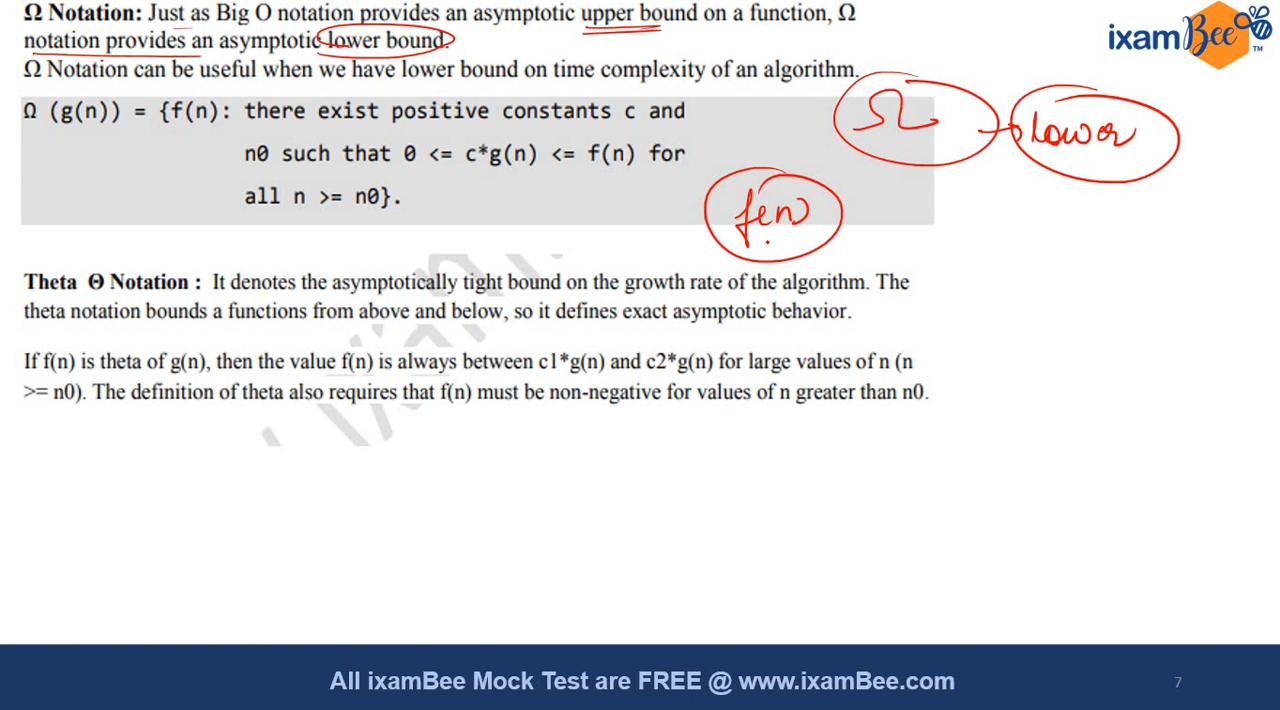 Ω Notation: Just as Big O notation provides an asymptotic upper bound on a function, Ω
notation provides an asymptotic lower bound.
Ω Notation can be useful when we have lower bound on time complexity of an algorithm.
ixamBee TM
Ω (g(n)) = {f(n): there exist positive constants c and
n0 such that 0 <= c*g(n) <= f(n) for
all n >= n0}.
Ω → Lower
f(n)
Theta Θ Notation : It denotes the asymptotically tight bound on the growth rate of the algorithm. The
theta notation bounds a functions from above and below, so it defines exact asymptotic behavior.
If f(n) is theta of g(n), then the value f(n) is always between c1*g(n) and c2*g(n) for large values of n (n
>= n0). The definition of theta also requires that f(n) must be non-negative for values of n greater than n0.
All ixamBee Mock Test are FREE @ www.ixamBee.com
7